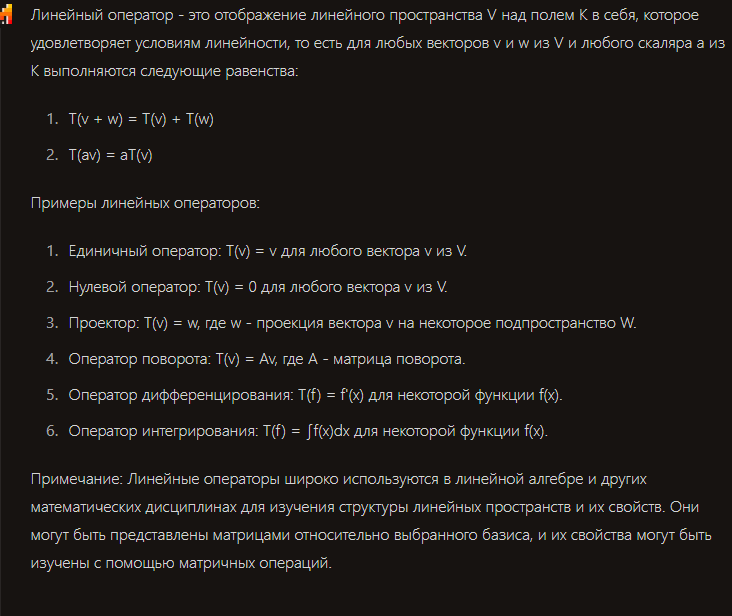 Линейный оператор - это отображение линейного пространства V над полем K в себя, которое
удовлетворяет условиям линейности, то есть для любых векторов v и w из V и любого скаляра a из
K выполняются следующие равенства:
1. T(v + w) = T(v) + T(w)
2. T(av) = aT(v)
Примеры линейных операторов:
1. Единичный оператор: T(v) = v для любого вектора v из V.
2. Нулевой оператор: T(v) = 0 для любого вектора v из V.
3. Проектор: T(v) = w, где w - проекция вектора v на некоторое подпространство W.
4. Оператор поворота: T(v) = Av, где A - матрица поворота.
5. Оператор дифференцирования: T(f) = f'(x) для некоторой функции f(x).
6. Оператор интегрирования: T(f) = ∫f(x)dx для некоторой функции f(x).
Примечание: Линейные операторы широко используются в линейной алгебре и других
математических дисциплинах для изучения структуры линейных пространств и их свойств. Они
могут быть представлены матрицами относительно выбранного базиса, и их свойства могут быть
изучены с помощью матричных операций.